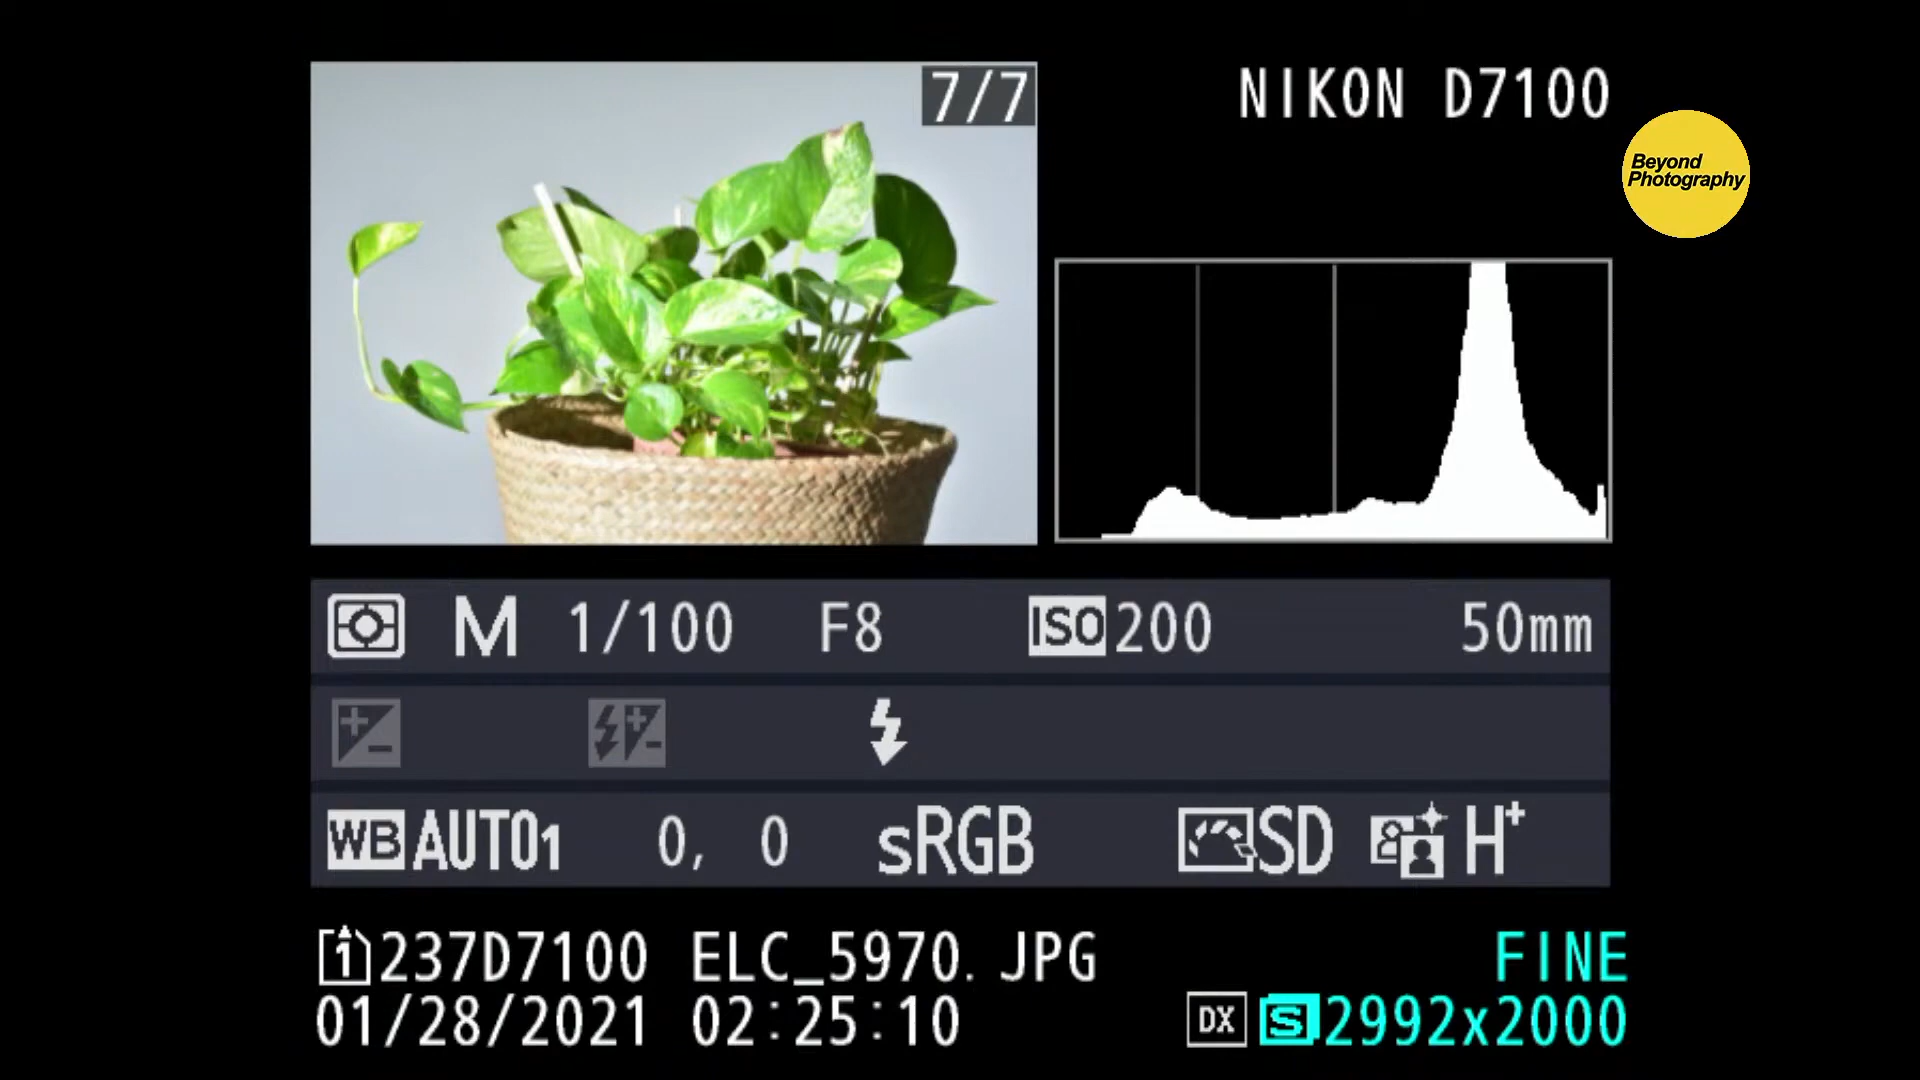 7/7
NIKON D7100
Beyond
Photography
M 1/100 F8 ISO 200 50mm
WB AUTO1 0, 0 sRGB SD H+
1 237D7100 ELC_5970. JPG FINE
01/28/2021 02:25:10 DX S 2992x2000